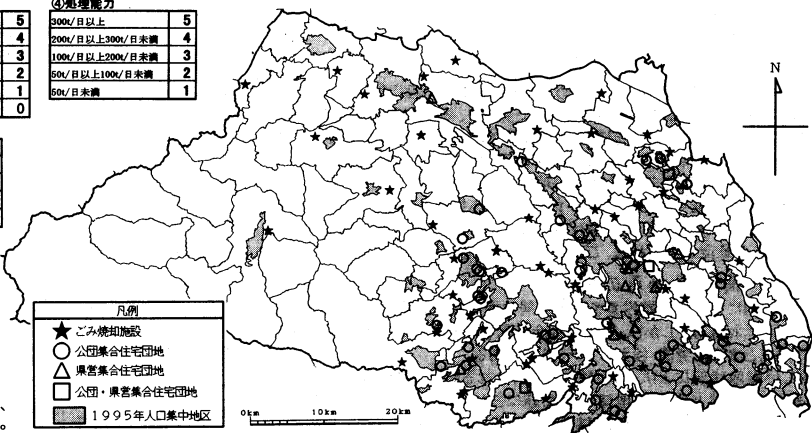 ④処理能力
5
4
3
2
1
0
300t/日以上 5
200t/日以上300t/日未満 4
100t/日以上200t/日未満 3
50t/日以上100t/日未満 2
50t/日未満 1
N
凡例
ごみ焼却施設
公団集合住宅団地
県営集合住宅団地
公団・県営集合住宅団地
1995年人口集中地区
0km 10km 20km
、
。